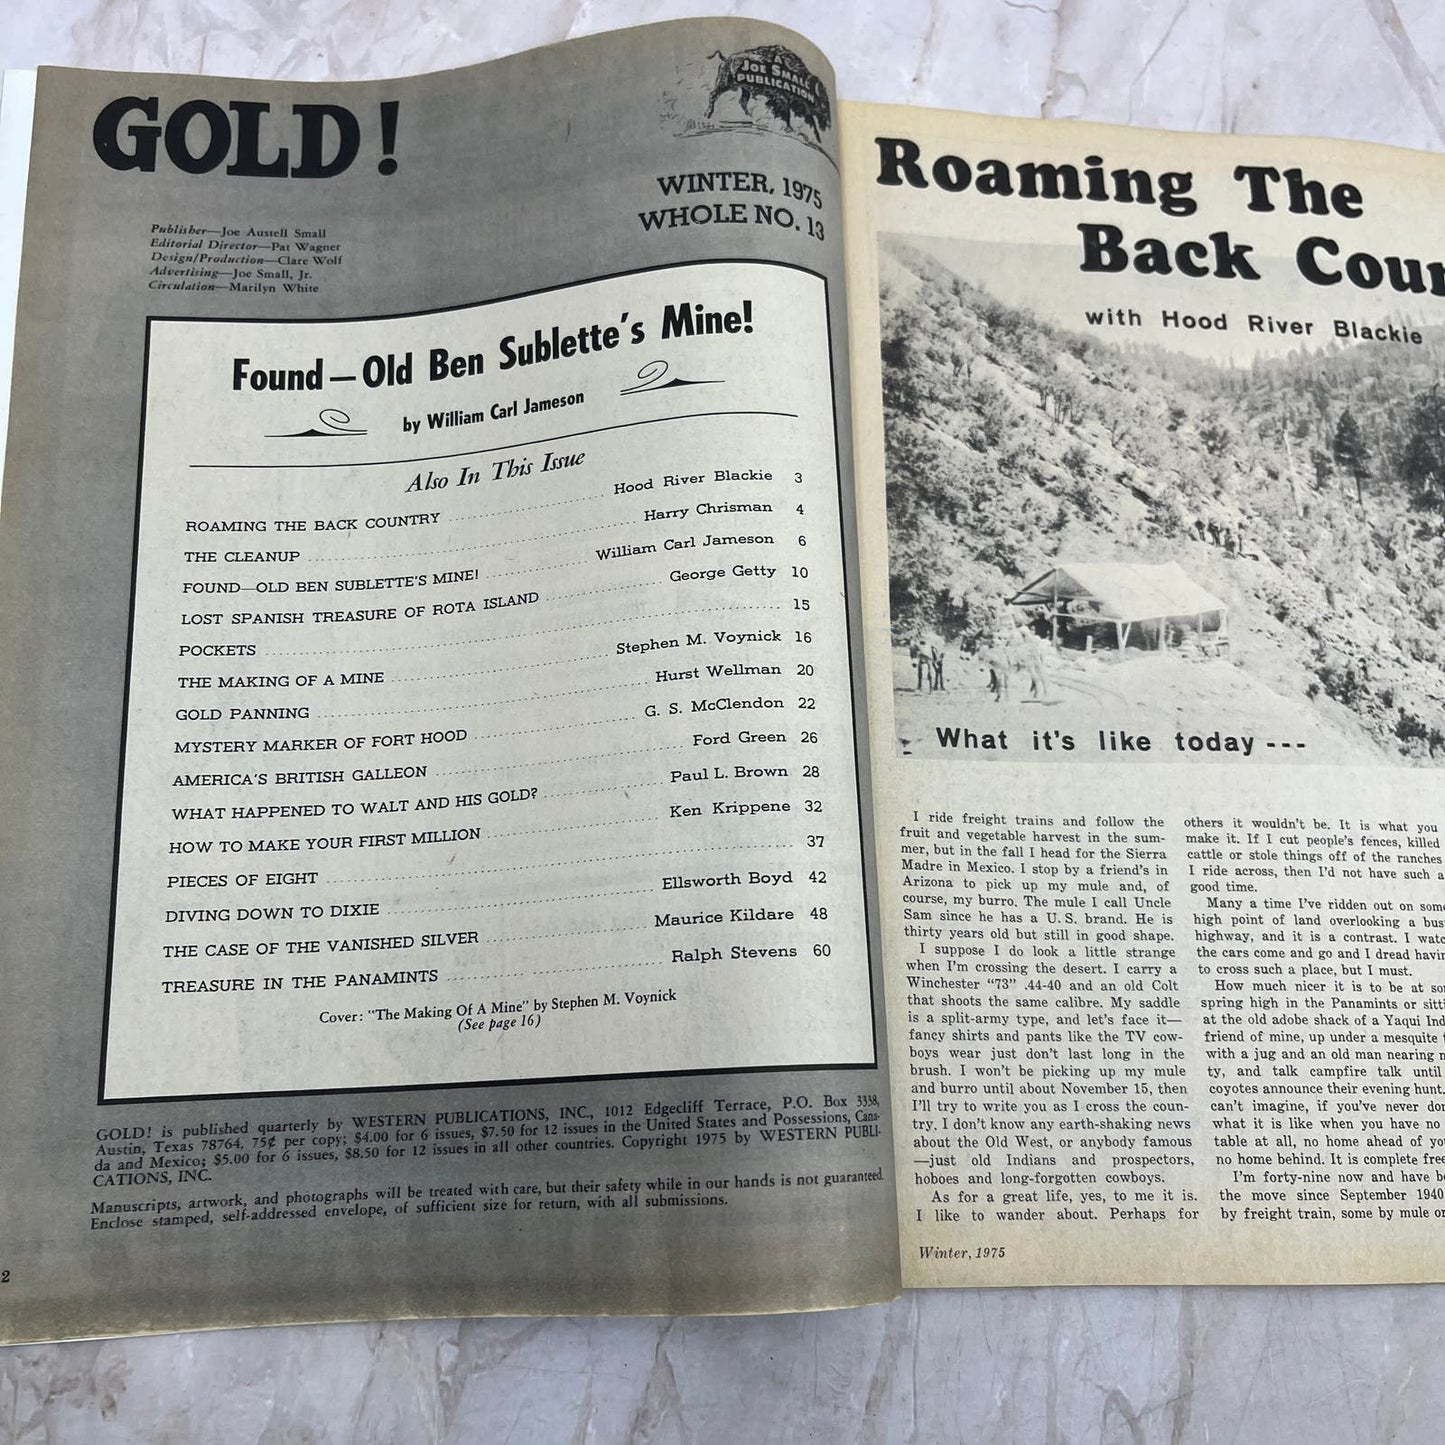 GOLD!
A
JOE SMALL
PUBLICATION
WINTER, 1975
WHOLE NO. 13
Publisher—Joe Austell Small
Editorial Director—Pat Wagner
Design/Production—Clare Wolf
Advertising—Joe Small, Jr.
Circulation—Marilyn White
Found—Old Ben Sublette's Mine!
by William Carl Jameson
Also In This Issue
ROAMING THE BACK COUNTRY Hood River Blackie 3
THE CLEANUP Harry Chrisman 4
FOUND—OLD BEN SUBLETTE'S MINE! William Carl Jameson 6
LOST SPANISH TREASURE OF ROTA ISLAND George Getty 10
POCKETS 15
THE MAKING OF A MINE Stephen M. Voynick 16
GOLD PANNING Hurst Wellman 20
MYSTERY MARKER OF FORT HOOD G. S. McClendon 22
AMERICA'S BRITISH GALLEON Ford Green 26
WHAT HAPPENED TO WALT AND HIS GOLD? Paul L. Brown 28
HOW TO MAKE YOUR FIRST MILLION Ken Krippene 32
PIECES OF EIGHT 37
DIVING DOWN TO DIXIE Ellsworth Boyd 42
THE CASE OF THE VANISHED SILVER Maurice Kildare 48
TREASURE IN THE PANAMINTS Ralph Stevens 60
Cover: "The Making Of A Mine" by Stephen M. Voynick
(See page 16)
GOLD! is published quarterly by WESTERN PUBLICATIONS, INC., 1012 Edgecliff Terrace, P.O. Box 3338,
Austin, Texas 78764, 75¢ per copy; $4.00 for 6 issues, $7.50 for 12 issues in the United States and Possessions, Cana-
da and Mexico; $5.00 for 6 issues, $8.50 for 12 issues in all other countries. Copyright 1975 by WESTERN PUBLI-
CATIONS, INC.
Manuscripts, artwork, and photographs will be treated with care, but their safety while in our hands is not guaranteed.
Enclose stamped, self-addressed envelope, of sufficient size for return, with all submissions.
2
Roaming The
Back Coun
with Hood River Blackie
What it's like today---
I ride freight trains and follow the
fruit and vegetable harvest in the sum-
mer, but in the fall I head for the Sierra
Madre in Mexico. I stop by a friend's in
Arizona to pick up my mule and, of
course, my burro. The mule I call Uncle
Sam since he has a U. S. brand. He is
thirty years old but still in good shape.
I suppose I do look a little strange
when I'm crossing the desert. I carry a
Winchester "73" .44-40 and an old Colt
that shoots the same calibre. My saddle
is a split-army type, and let's face it—
fancy shirts and pants like the TV cow-
boys wear just don't last long in the
brush. I won't be picking up my mule
and burro until about November 15, then
I'll try to write you as I cross the coun-
try. I don't know any earth-shaking news
about the Old West, or anybody famous
—just old Indians and prospectors,
hoboes and long-forgotten cowboys.
As for a great life, yes, to me it is.
I like to wander about. Perhaps for
others it wouldn't be. It is what you
make it. If I cut people's fences, killed
cattle or stole things off of the ranches
I ride across, then I'd not have such a
good time.
Many a time I've ridden out on some
high point of land overlooking a bus
highway, and it is a contrast. I watc
the cars come and go and I dread havin
to cross such a place, but I must.
How much nicer it is to be at so
spring high in the Panamints or sitti
at the old adobe shack of a Yaqui Ind
friend of mine, up under a mesquite t
with a jug and an old man nearing n
ty, and talk campfire talk until
coyotes announce their evening hunt.
can't imagine, if you've never don
what it is like when you have no
table at all, no home ahead of yo
no home behind. It is complete free
I'm forty-nine now and have be
the move since September 1940
by freight train, some by mule or
Winter, 1975